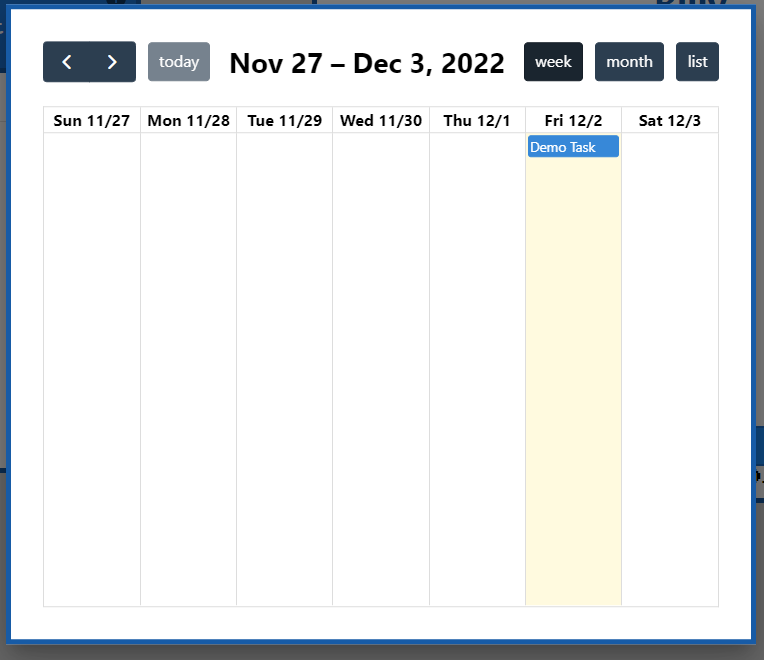 today Nov 27 – Dec 3, 2022 week month list
Sun 11/27 Mon 11/28 Tue 11/29 Wed 11/30 Thu 12/1 Fri 12/2 Sat 12/3
Demo Task